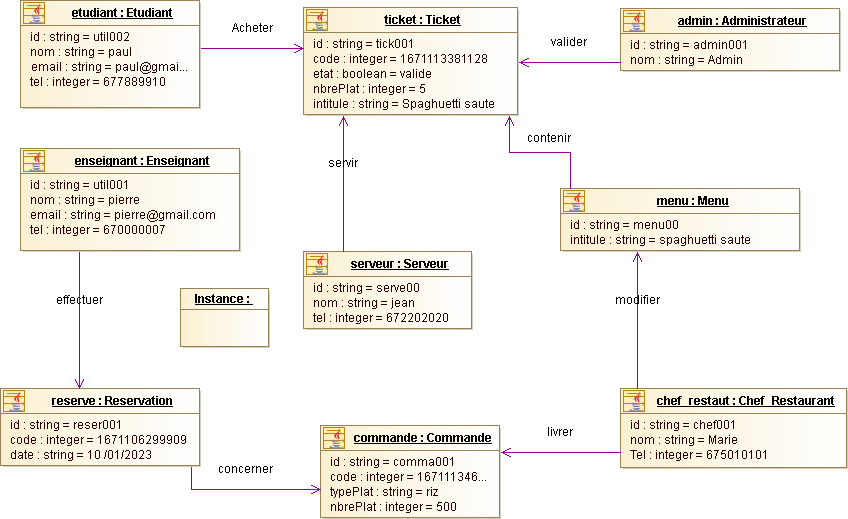 etudiant : Etudiant
id : string = util002
nom : string = paul
email : string = paul@gmai...
tel : integer = 677889910
Acheter
ticket : Ticket
id : string = tick001
code : integer = 1671113381128
etat : boolean = valide
nbrePlat : integer = 5
intitule : string = Spaghuetti saute
valider
admin : Administrateur
id : string = admin001
nom : string = Admin
enseignant : Enseignant
id : string = util001
nom : string = pierre
email : string = pierre@gmail.com
tel : integer = 670000007
servir
contenir
menu : Menu
id : string = menu00
intitule : string = spaghuetti saute
effectuer
Instance :
serveur : Serveur
id : string = serve00
nom : string = jean
tel : integer = 672202020
modifier
reserve : Reservation
id : string = reser001
code : integer = 1671106299909
date : string = 10 /01/2023
concerner
commande : Commande
id : string = comma001
code : integer = 167111346...
typePlat : string = riz
nbrePlat : integer = 500
livrer
chef_restaut : Chef_Restaurant
id : string = chef001
nom : string = Marie
Tel : integer = 675010101